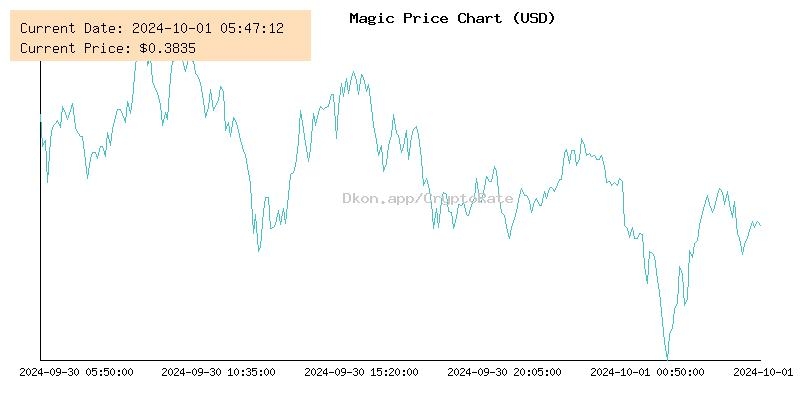 Magic Price Chart (USD)
Current Date: 2024-10-01 05:47:12
Current Price: $0.3835
Dkon.app/CryptoRate
2024-09-30 05:50:00
2024-09-30 10:35:00
2024-09-30 15:20:00
2024-09-30 20:05:00
2024-10-01 00:50:00
2024-10-01